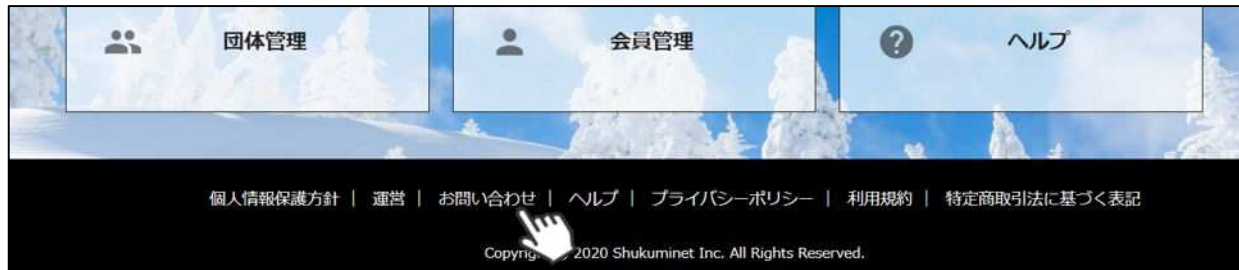 団体管理
会員管理
ヘルプ
個人情報保護方針 | 運営 | お問い合わせ | ヘルプ | プライバシーポリシー | 利用規約 | 特定商取引法に基づく表記
2020 Shukuminet Inc. All Rights Reserved.